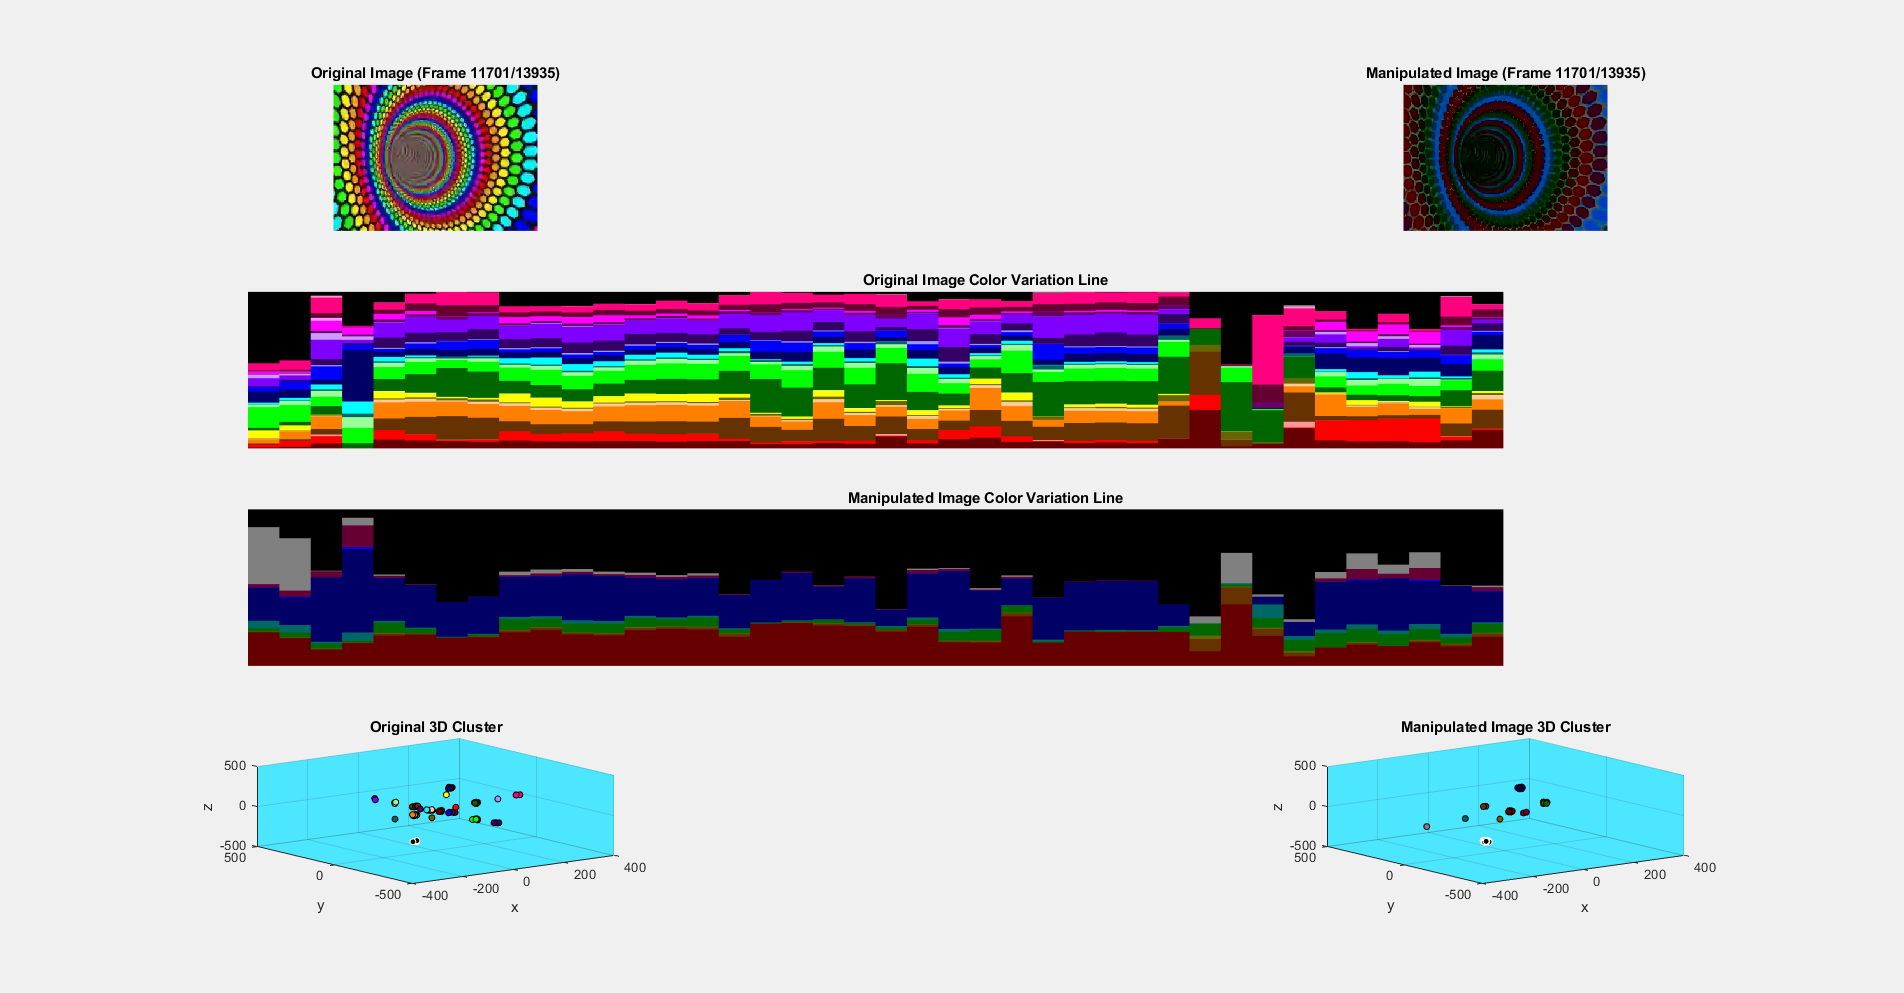 Original Image (Frame 11701/13935)
Manipulated Image (Frame 11701/13935)
Original Image Color Variation Line
Manipulated Image Color Variation Line
Original 3D Cluster
500
0
-500
z
500
0
-500
y
-400
-200
0
200
400
x
Manipulated Image 3D Cluster
500
0
-500
z
500
0
-500
y
-400
-200
0
200
400
x